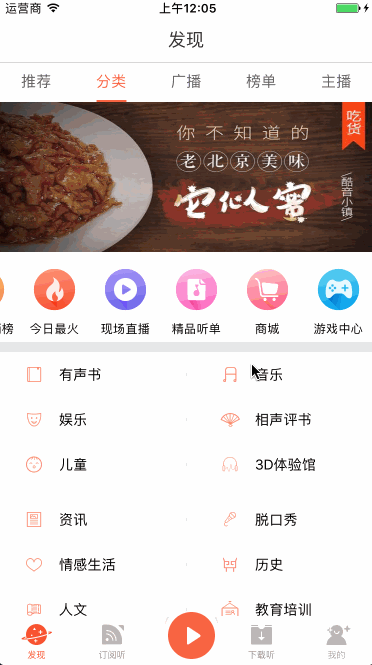 运营商 上午12:05
发现
推荐 分类 广播 榜单 主播
吃货
你不知道的
老北京美味
它似人蜜
酷音小镇
榜 今日最火 现场直播 精品听单 商城 游戏中心
有声书 音乐
娱乐 相声评书
儿童 3D体验馆
资讯 脱口秀
情感生活 历史
人文 教育培训
发现 订阅听 下载听 我的